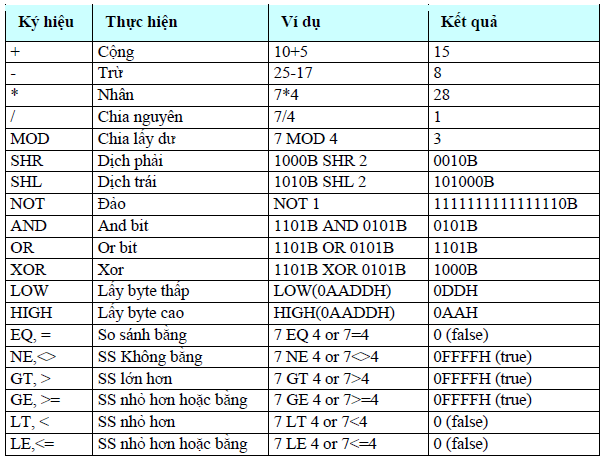 Ký hiệu Thực hiện Ví dụ Kết quả
+ Cộng 10+5 15
- Trừ 25-17 8
* Nhân 7*4 28
/ Chia nguyên 7/4 1
MOD Chia lấy dư 7 MOD 4 3
SHR Dịch phải 1000B SHR 2 0010B
SHL Dịch trái 1010B SHL 2 101000B
NOT Đảo NOT 1 1111111111111110B
AND And bit 1101B AND 0101B 0101B
OR Or bit 1101B OR 0101B 1101B
XOR Xor 1101B XOR 0101B 1000B
LOW Lấy byte thấp LOW(0AADDH) 0DDH
HIGH Lấy byte cao HIGH(0AADDH) 0AAH
EQ, = So sánh bằng 7 EQ 4 or 7=4 0 (false)
NE,<> SS Không bằng 7 NE 4 or 7<>4 0FFFFH (true)
GT, > SS lớn hơn 7 GT 4 or 7>4 0FFFFH (true)
GE, >= SS nhỏ hơn hoặc bằng 7 GE 4 or 7>=4 0FFFFH (true)
LT, < SS nhỏ hơn 7 LT 4 or 7<4 0 (false)
LE,<= SS nhỏ hơn hoặc bằng 7 LE 4 or 7<=4 0 (false)